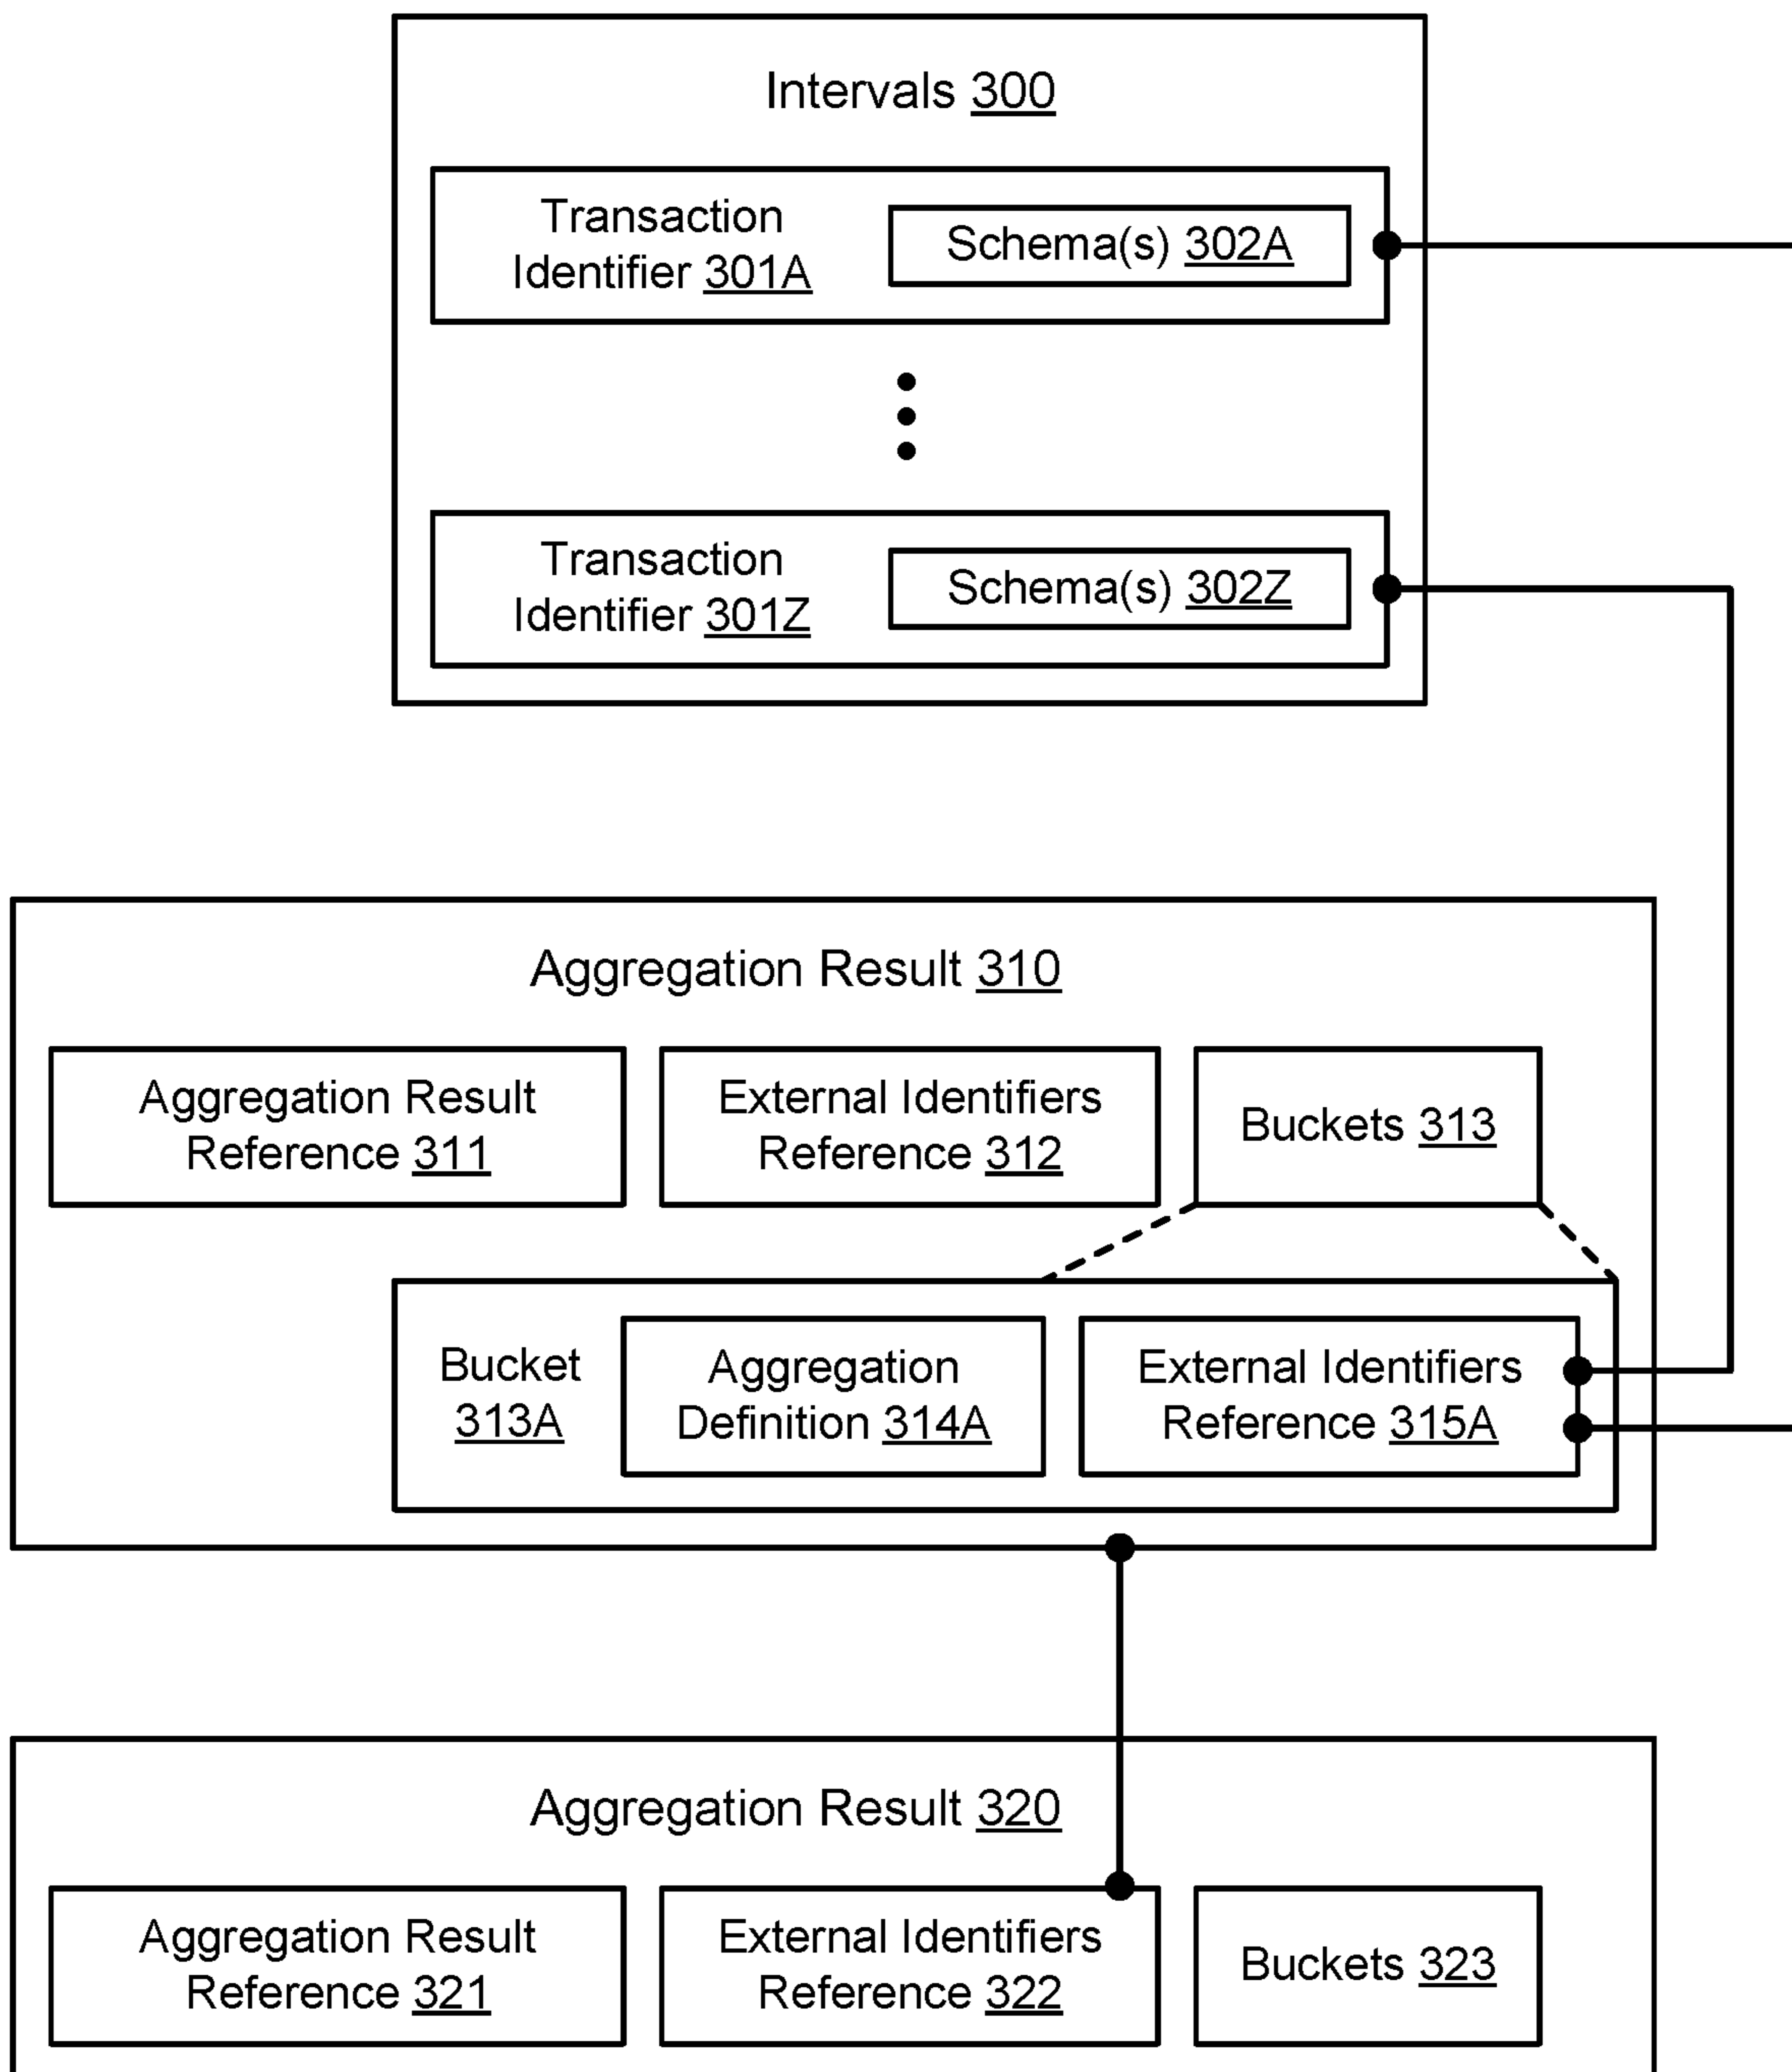 Intervals 300
Transaction
Identifier 301A
Schema(s) 302A
Transaction
Identifier 301Z
Schema(s) 302Z
Aggregation Result 310
Aggregation Result
Reference 311
External Identifiers
Reference 312
Buckets 313
Bucket
313A
Aggregation
Definition 314A
External Identifiers
Reference 315A
Aggregation Result 320
Aggregation Result
Reference 321
External Identifiers
Reference 322
Buckets 323